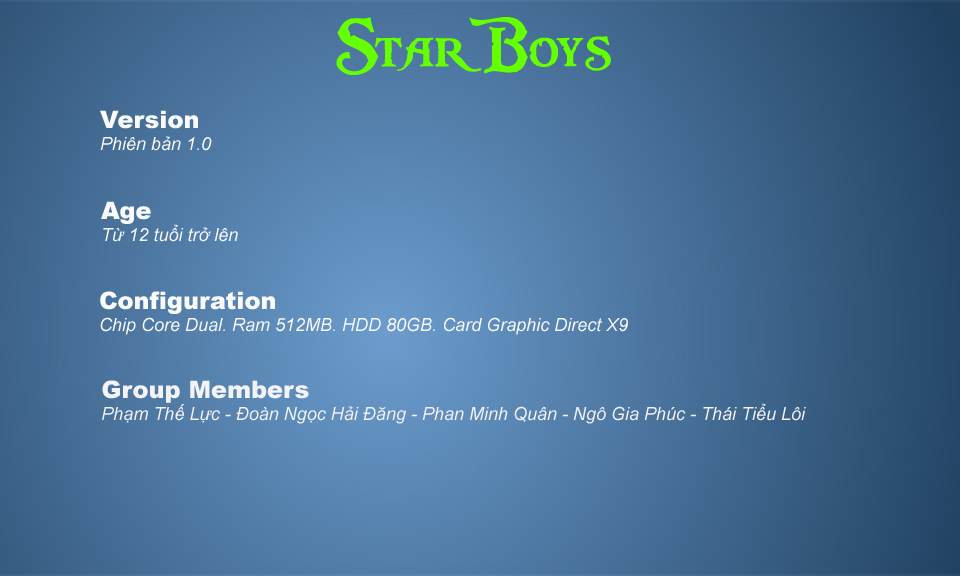 Star Boys
Version
Phiên bản 1.0
Age
Từ 12 tuổi trở lên
Configuration
Chip Core Dual. Ram 512MB. HDD 80GB. Card Graphic Direct X9
Group Members
Phạm Thế Lực - Đoàn Ngọc Hải Đăng - Phan Minh Quân - Ngô Gia Phúc - Thái Tiểu Lôi